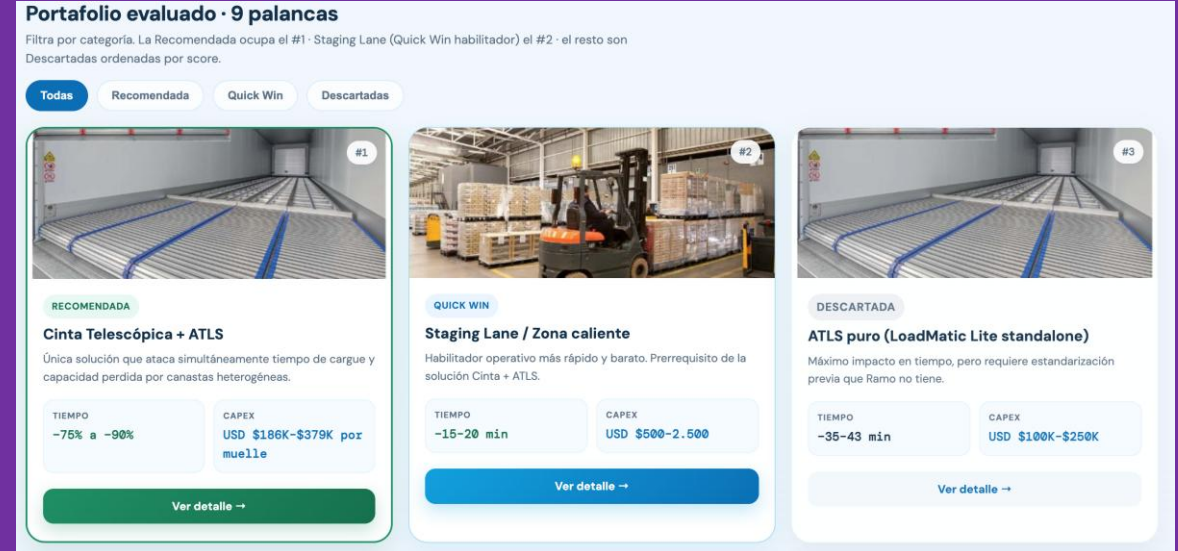 Portafolio evaluado · 9 palancas
Filtra por categoría. La Recomendada ocupa el #1 · Staging Lane (Quick Win habilitador) el #2 · el resto son
Descartadas ordenadas por score.
Todas
Recomendada
Quick Win
Descartadas
#1
RECOMENDADA
Cinta Telescópica + ATLS
Única solución que ataca simultáneamente tiempo de cargue y
capacidad perdida por canastas heterogéneas.
TIEMPO
−75% a −90%
CAPEX
USD $186K–$379K por
muelle
Ver detalle →
#2
QUICK WIN
Staging Lane / Zona caliente
Habilitador operativo más rápido y barato. Prerrequisito de la
solución Cinta + ATLS.
TIEMPO
−15–20 min
CAPEX
USD $500–2.500
Ver detalle →
#3
DESCARTADA
ATLS puro (LoadMatic Lite standalone)
Máximo impacto en tiempo, pero requiere estandarización
previa que Ramo no tiene.
TIEMPO
−35–43 min
CAPEX
USD $100K–$250K
Ver detalle →